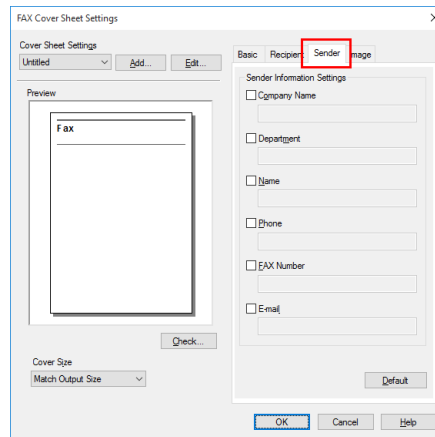 FAX Cover Sheet Settings
Cover Sheet Settings
Untitled
Add...
Edit...
Preview
Fax
Check...
Cover Size
Match Output Size
Basic
Recipient
Sender
Image
Sender Information Settings
Company Name
Department
Name
Phone
FAX Number
E-mail
Default
OK
Cancel
Help